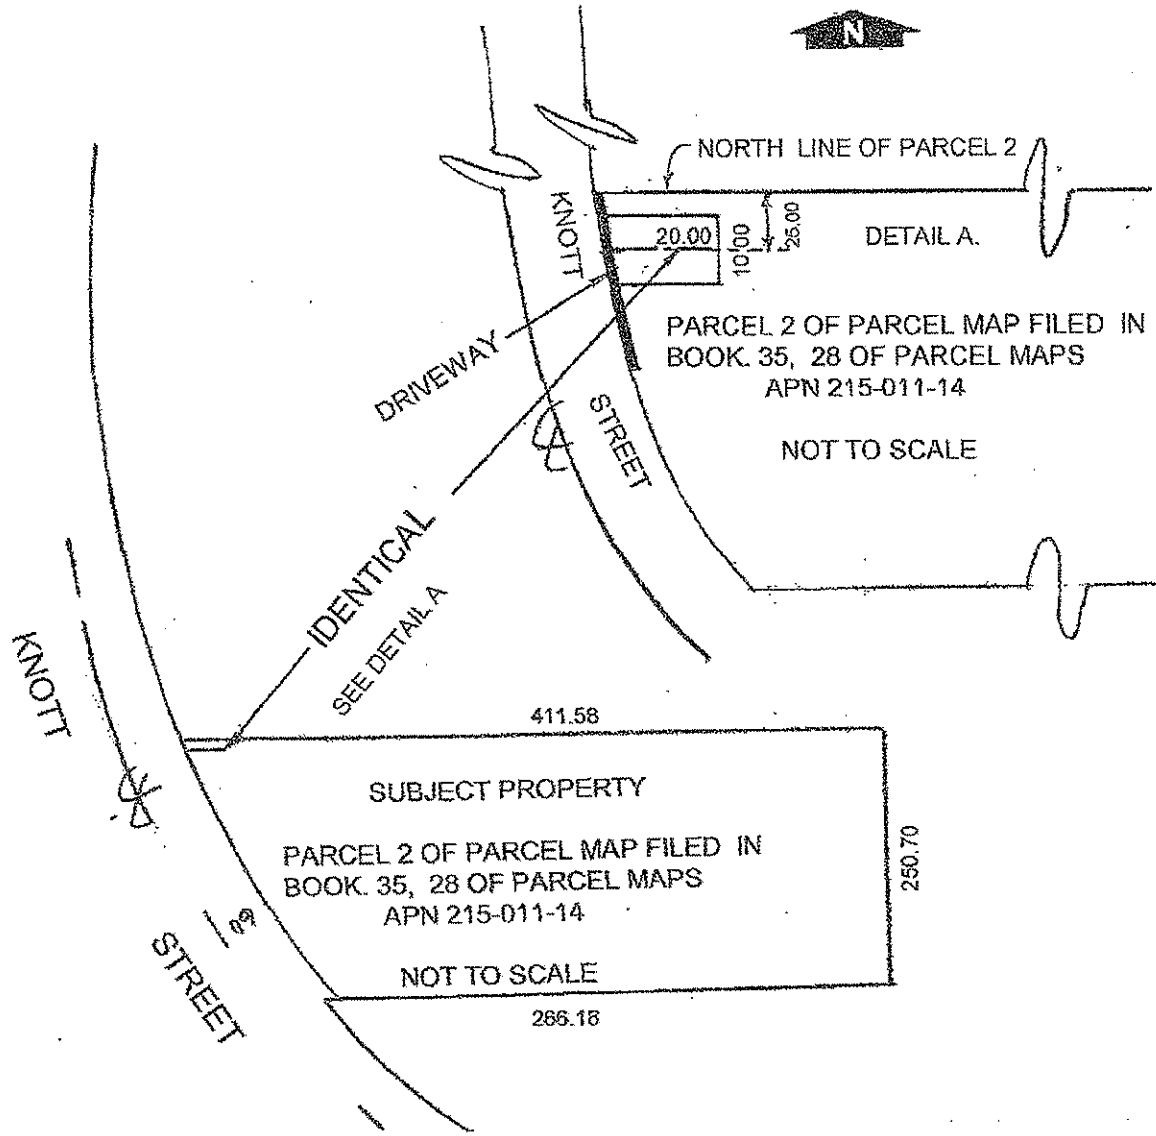 N
NORTH LINE OF PARCEL 2
KNOTT
20.00
10.00
25.00
DETAIL A.
DRIVEWAY
PARCEL 2 OF PARCEL MAP FILED IN
BOOK. 35, 28 OF PARCEL MAPS
APN 215-011-14
STREET
NOT TO SCALE
IDENTICAL
SEE DETAIL A
KNOTT
411.58
SUBJECT PROPERTY
PARCEL 2 OF PARCEL MAP FILED IN
BOOK. 35, 28 OF PARCEL MAPS
APN 215-011-14
250.70
STREET
NOT TO SCALE
266.18